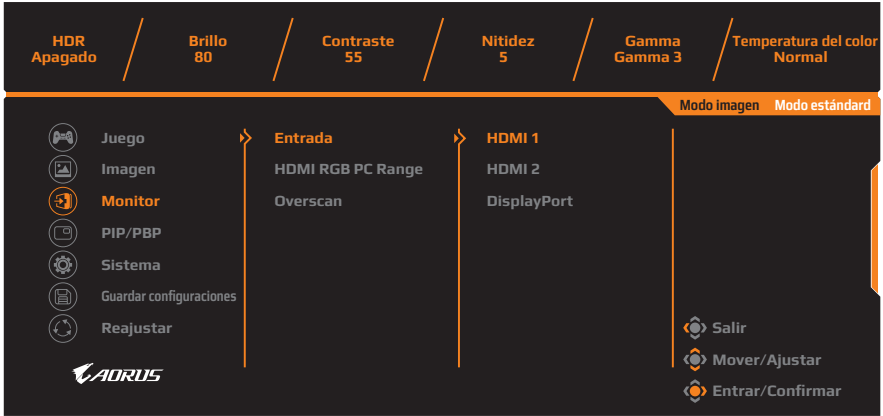 HDR
Apagado
Brillo
80
Contraste
55
Nitidez
5
Gamma
Gamma 3
Temperatura del color
Normal
Modo imagen Modo estándard
Juego
Imagen
Monitor
PIP/PBP
Sistema
Guardar configuraciones
Reajustar
Entrada
HDMI RGB PC Range
Overscan
HDMI 1
HDMI 2
DisplayPort
Salir
Mover/Ajustar
Entrar/Confirmar
AORUS